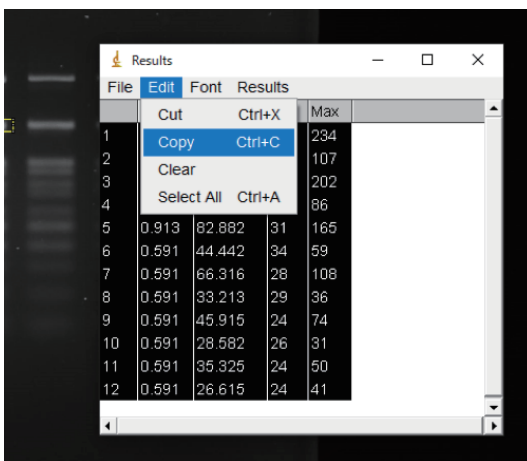 Results
File Edit Font Results
Max
Cut Ctrl+X
Copy Ctrl+C
Clear
Select All Ctrl+A
1 234
2 107
3 202
4 86
5 0.913 82.882 31 165
6 0.591 44.442 34 59
7 0.591 66.316 28 108
8 0.591 33.213 29 36
9 0.591 45.915 24 74
10 0.591 28.582 26 31
11 0.591 35.325 24 50
12 0.591 26.615 24 41